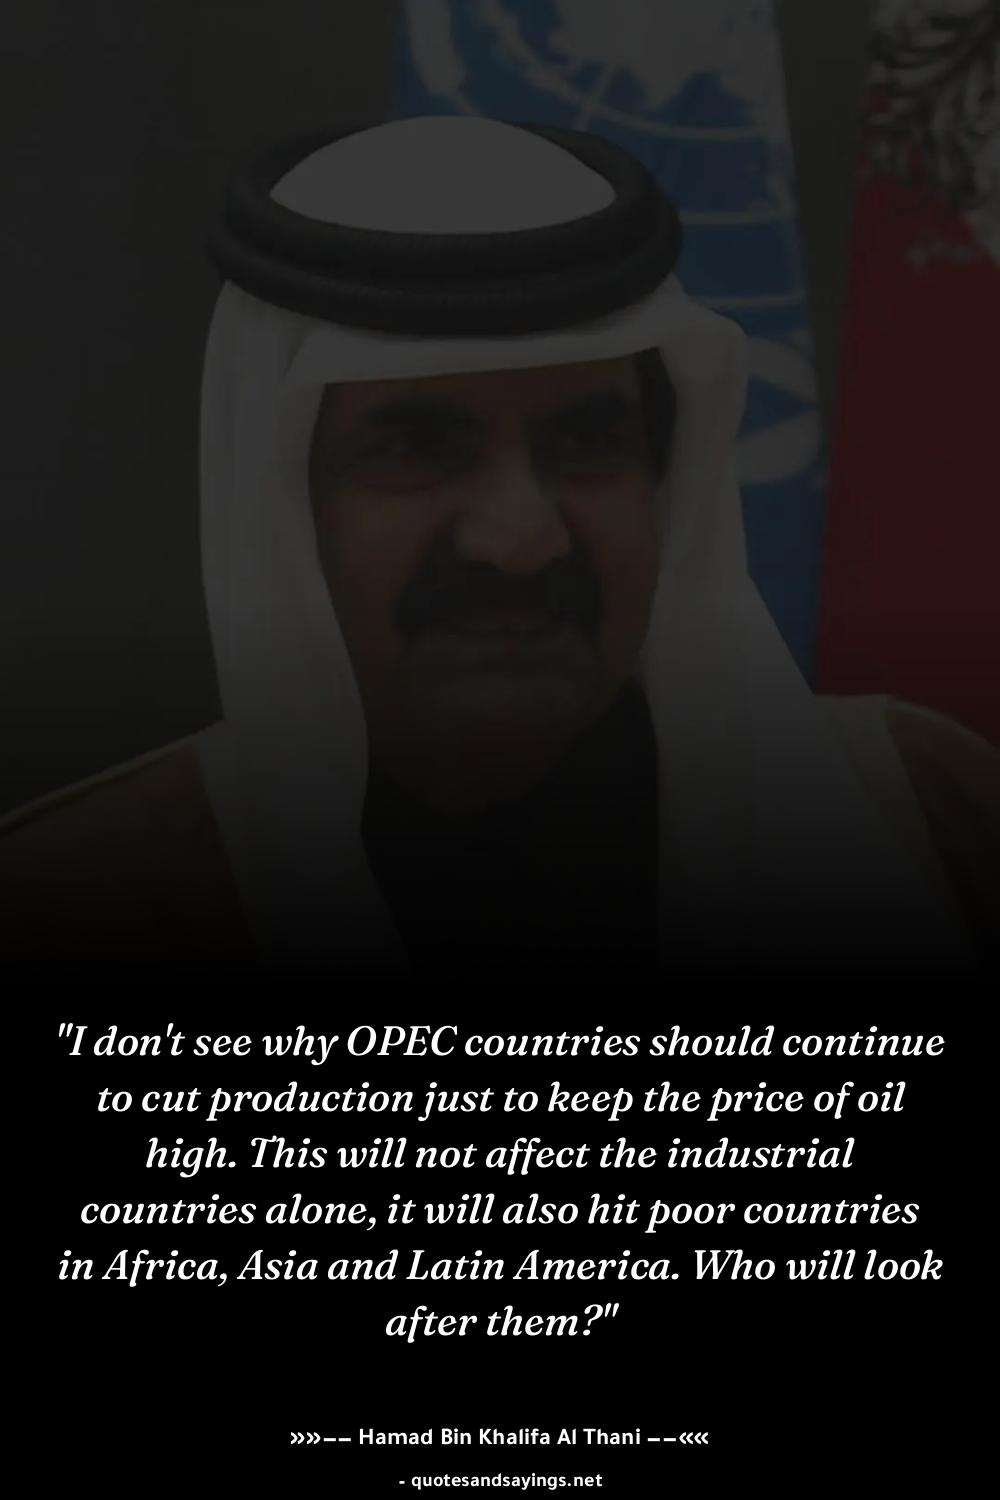 "I don't see why OPEC countries should continue
to cut production just to keep the price of oil
high. This will not affect the industrial
countries alone, it will also hit poor countries
in Africa, Asia and Latin America. Who will look
after them?"
»»–– Hamad Bin Khalifa Al Thani ––««
- quotesandsayings.net